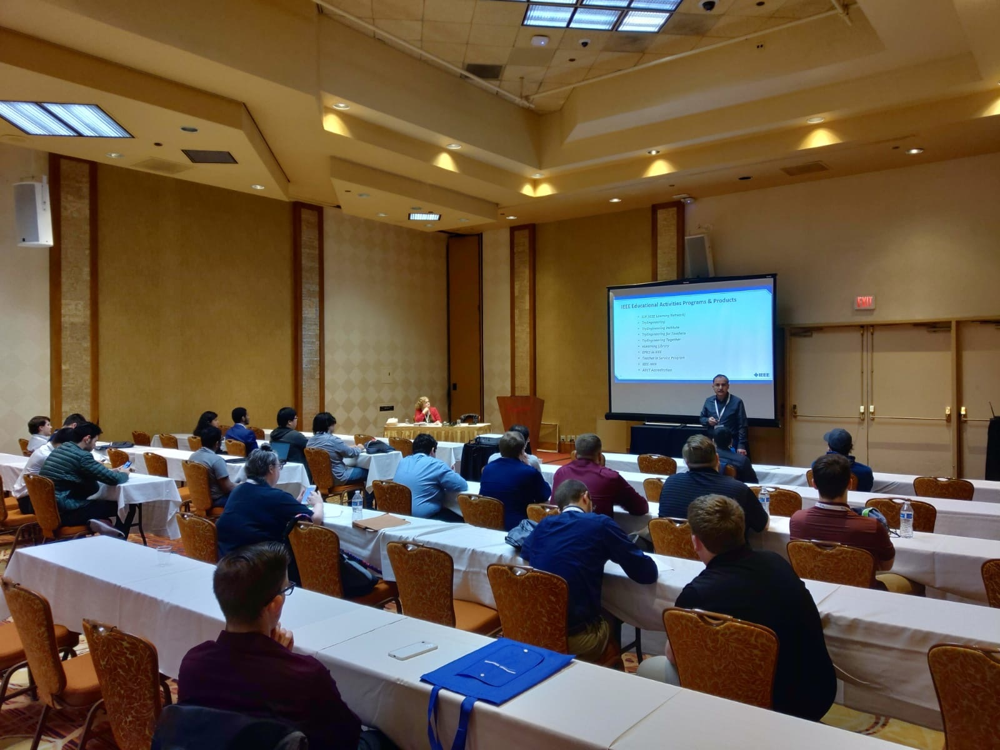 IEEE Educational Activities Programs & Products
• ILN (IEEE Learning Network)
• TryEngineering
• TryEngineering Institute
• TryEngineering for Teachers
• TryEngineering Together
• eLearning Library
• EPICS in IEEE
• Teacher In Service Program
• IEEE-HKN
• ABET Accreditation
IEEE
EXIT